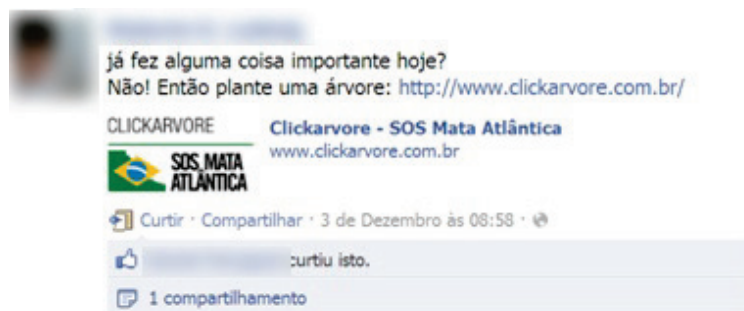 já fez alguma coisa importante hoje?
Não! Então plante uma árvore: http://www.clickarvore.com.br/
CLICKARVORE
SOS MATA
ATLÂNTICA
Clickarvore - SOS Mata Atlântica
www.clickarvore.com.br
Curtir · Compartilhar · 3 de Dezembro às 08:58 ·
curtiu isto.
1 compartilhamento